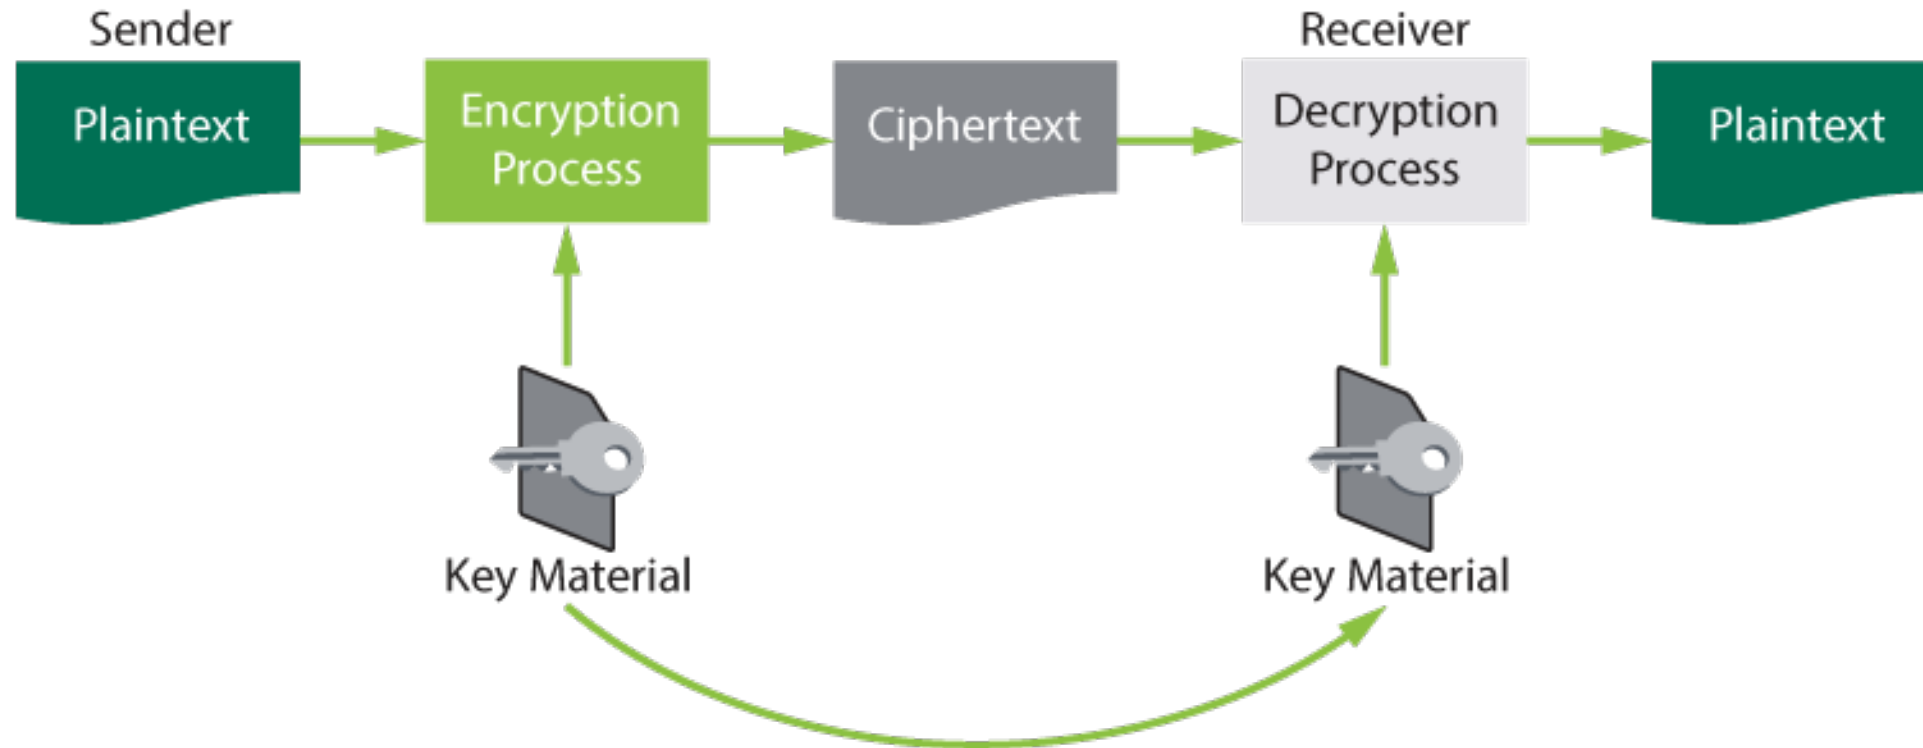 Sender
Receiver
Plaintext
Encryption
Process
Ciphertext
Decryption
Process
Plaintext
Key Material
Key Material